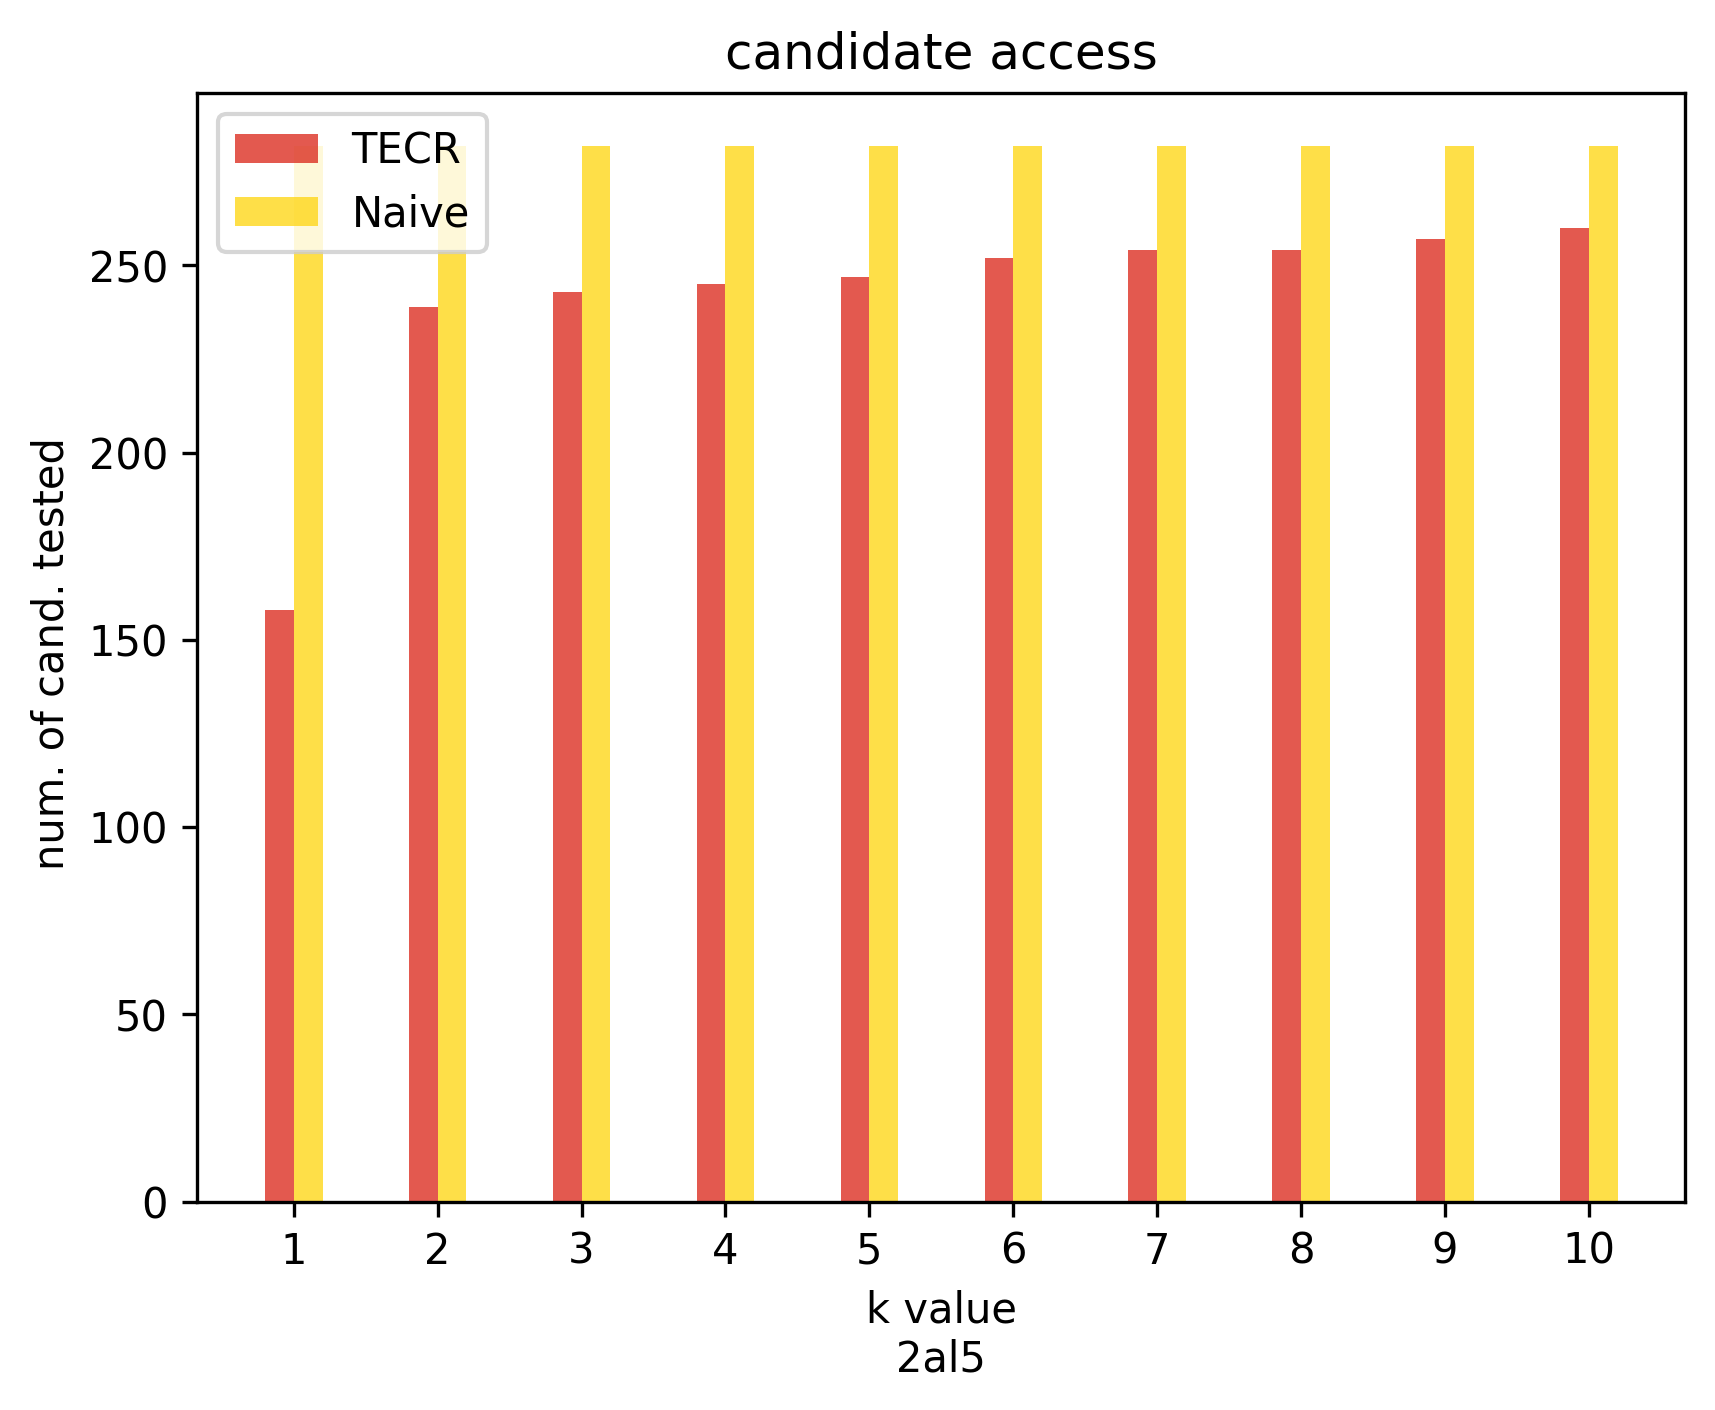 candidate access
TECR
Naive
num. of cand. tested
250
200
150
100
50
0
1 2 3 4 5 6 7 8 9 10
k value
2al5